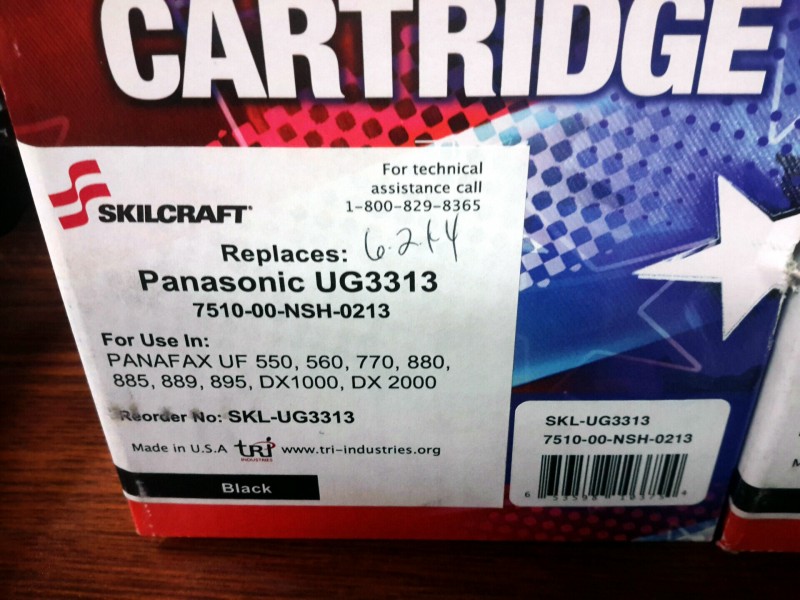 CARTRIDGE
SKILCRAFT
For technical
assistance call
1-800-829-8365
Replaces:
Panasonic UG3313
7510-00-NSH-0213
For Use In:
PANAFAX UF 550, 560, 770, 880,
885, 889, 895, DX1000, DX 2000
Reorder No: SKL-UG3313
Made in U.S.A tRI INDUSTRIES www.tri-industries.org
Black
SKL-UG3313
7510-00-NSH-0213